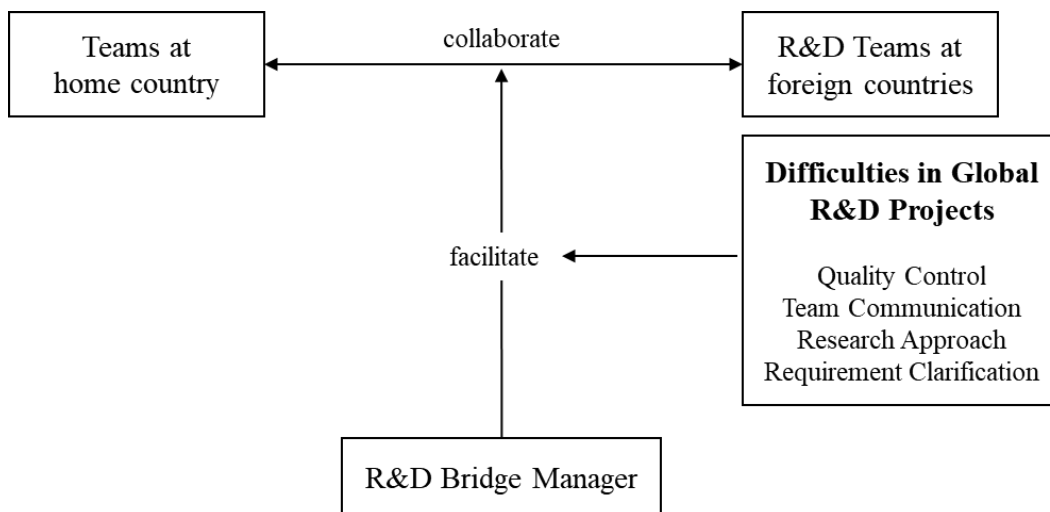 Teams at
home country
collaborate
R&D Teams at
foreign countries
Difficulties in Global
R&D Projects
Quality Control
Team Communication
Research Approach
Requirement Clarification
facilitate
R&D Bridge Manager